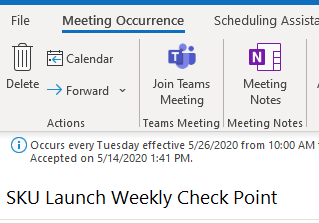 File Meeting Occurrence Scheduling Assista
Delete Calendar Forward Join Teams Meeting Meeting Notes
Actions Teams Meeting Meeting Notes
Occurs every Tuesday effective 5/26/2020 from 10:00 AM
Accepted on 5/14/2020 1:41 PM.
SKU Launch Weekly Check Point